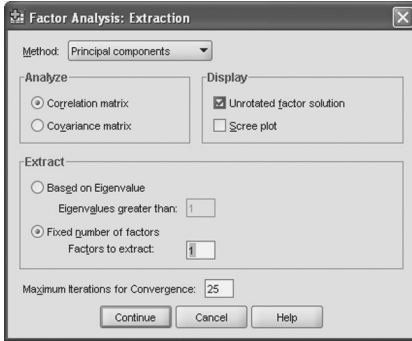 Factor Analysis: Extraction
Method: Principal components
Analyze
Correlation matrix
Covariance matrix
Display
Unrotated factor solution
Scree plot
Extract
Based on Eigenvalue
Eigenvalues greater than: 1
Fixed number of factors
Factors to extract: 1
Maximum Iterations for Convergence: 25
Continue Cancel Help